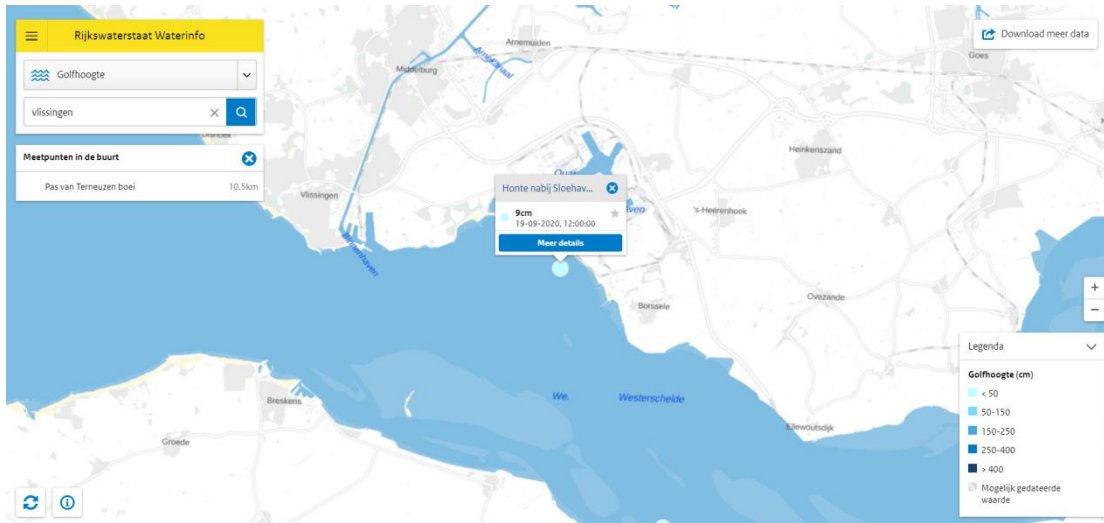 Rijkswaterstaat Waterinfo
Golfhoogte
vlissingen
Meetpunten in de buurt
Pas van Terneuzen boei 10.5km
Download meer data
Arnemuiden
Middelburg
Goes
Heinkenszand
Vlissingen
Honte nabij Sloehav...
9cm
19-09-2020, 12:00:00
Meer details
's-Heerenhoek
Binnenhaven
Borssele
Ovezande
Breskens
We.
Westerschelde
Groede
Ellewoutsdijk
+
−
Legenda
Golfhoogte (cm)
< 50
50-150
150-250
250-400
> 400
Mogelijk gedateerde
waarde